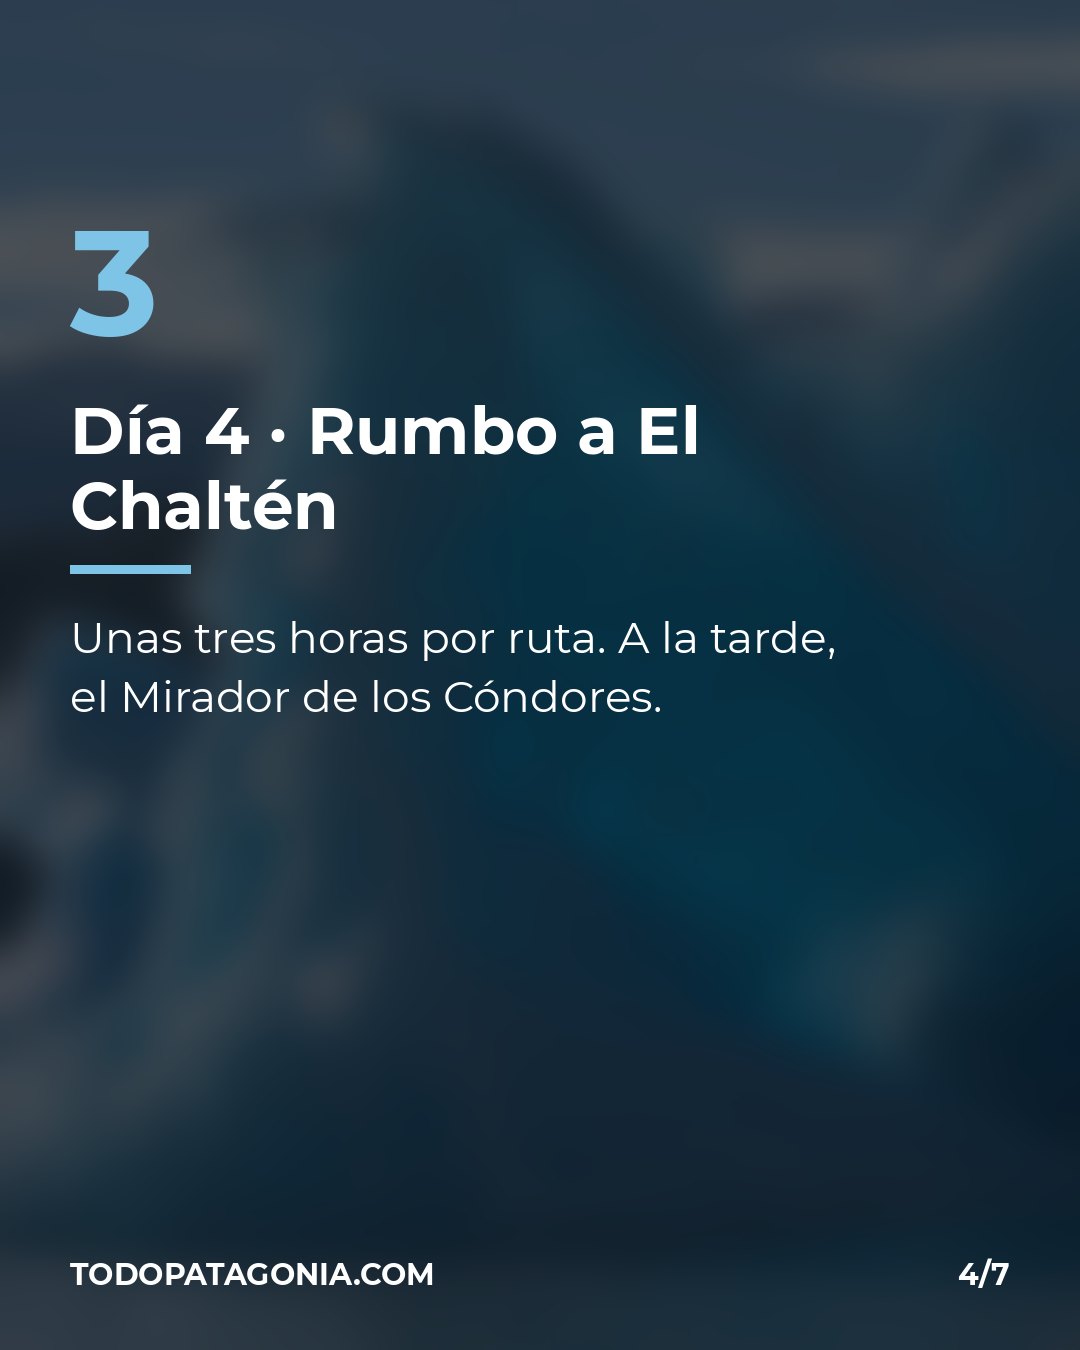 3
Día 4 · Rumbo a El
Chaltén
Unas tres horas por ruta. A la tarde,
el Mirador de los Cóndores.
TODOPATAGONIA.COM
4/7